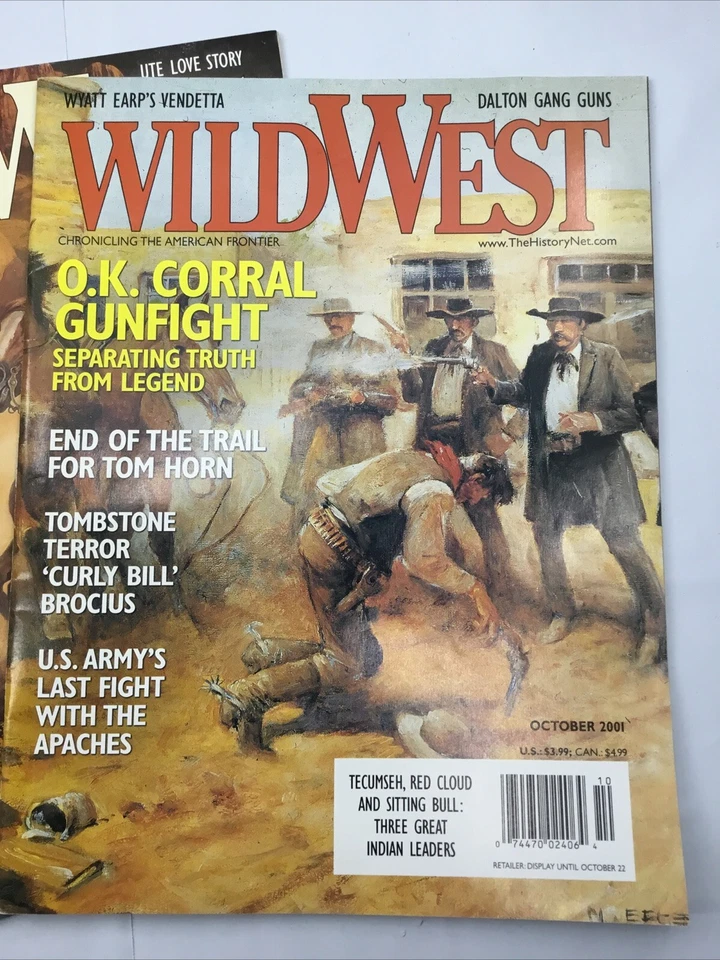 UTE LOVE STORY
W
WYATT EARP'S VENDETTA
DALTON GANG GUNS
WILD WEST
CHRONICLING THE AMERICAN FRONTIER
www.TheHistoryNet.com
O.K. CORRAL
GUNFIGHT
SEPARATING TRUTH
FROM LEGEND
END OF THE TRAIL
FOR TOM HORN
TOMBSTONE
TERROR
'CURLY BILL'
BROCIUS
U.S. ARMY'S
LAST FIGHT
WITH THE
APACHES
OCTOBER 2001
U.S.: $3.99; CAN.: $4.99
TECUMSEH, RED CLOUD
AND SITTING BULL:
THREE GREAT
INDIAN LEADERS
10
0 74470 02406 4
RETAILER: DISPLAY UNTIL OCTOBER 22